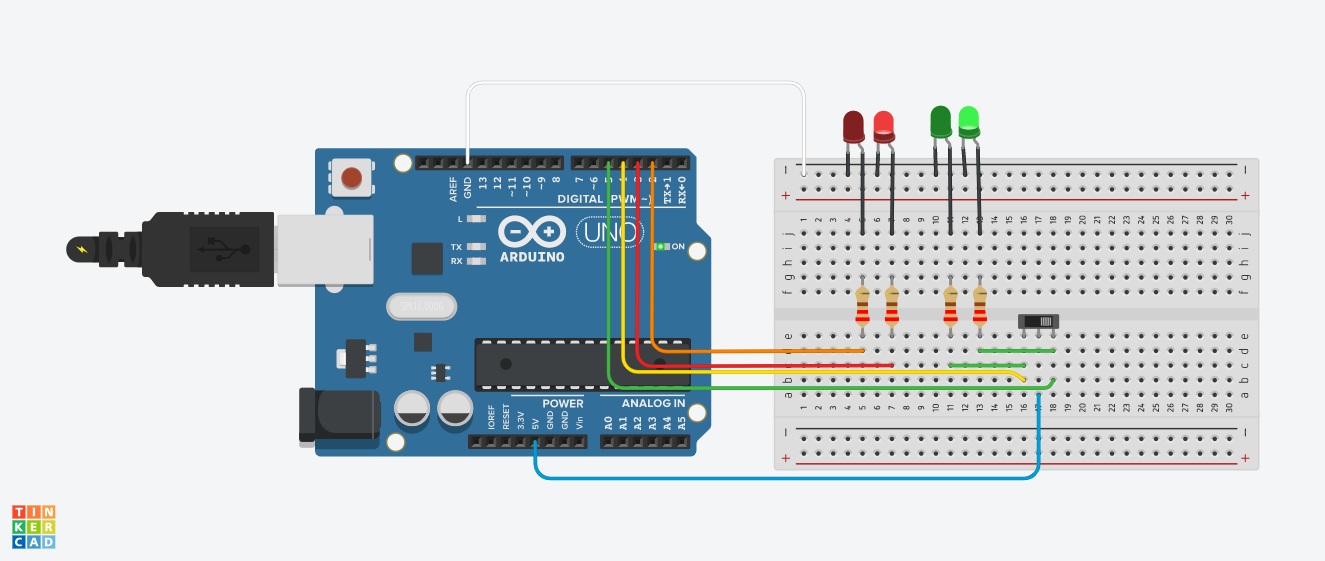 AREF
GND
13
12
~11
~10
~9
8
7
~6
TX→1
RX←0
DIGITAL (PWM~)
L
TX
RX
UNO
ON
ARDUINO
POWER
ANALOG IN
IOREF
RESET
3.3V
5V
GND
GND
Vin
A0
A1
A2
A3
A4
A5
− −
+ +
1 2 3 4 5 6 7 8 9 10 11 12 13 14 15 16 17 18 19 20 21 22 23 24 25 26 27 28 29 30
j j
i i
h h
g g
f f
e e
d
c c
b b
a a
1 2 3 4 5 6 7 8 9 10 11 12 13 14 15 16 17 18 19 20 21 22 23 24 25 26 27 28 29 30
− −
+ +
TIN
KER
CAD